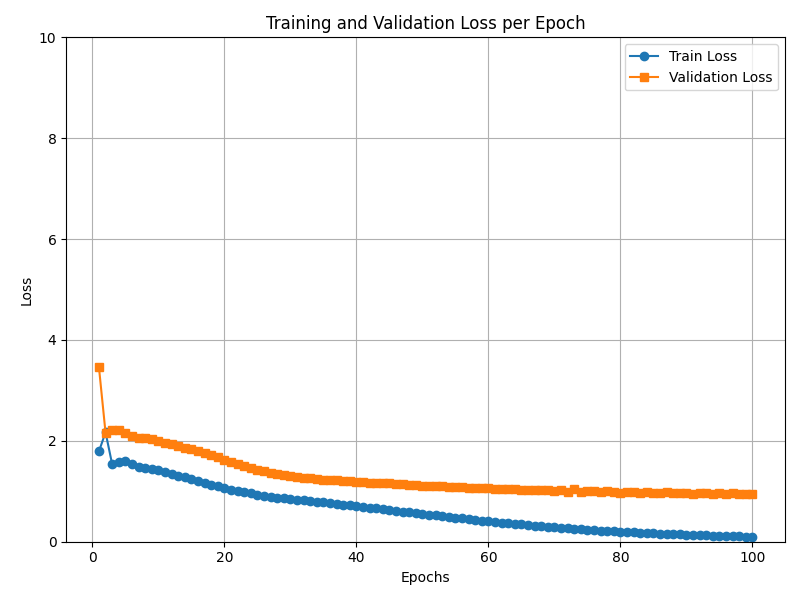 Training and Validation Loss per Epoch
Train Loss
Validation Loss
10
8
6
4
2
0
Loss
0 20 40 60 80 100
Epochs